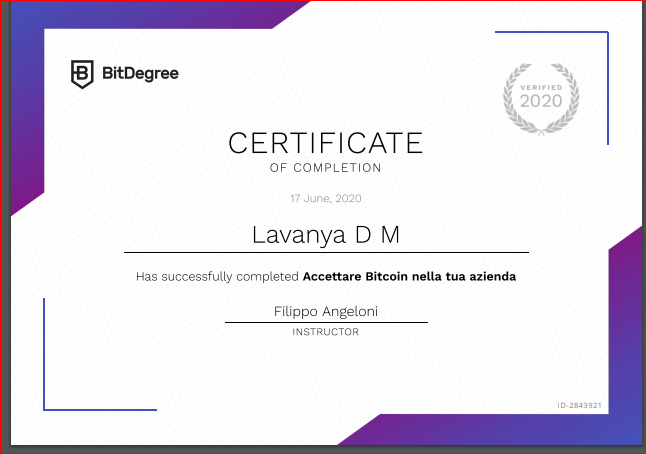 BitDegree
VERIFIED
2020
CERTIFICATE
OF COMPLETION
17 June, 2020
Lavanya D M
Has successfully completed Accettare Bitcoin nella tua azienda
Filippo Angeloni
INSTRUCTOR
ID-2843921